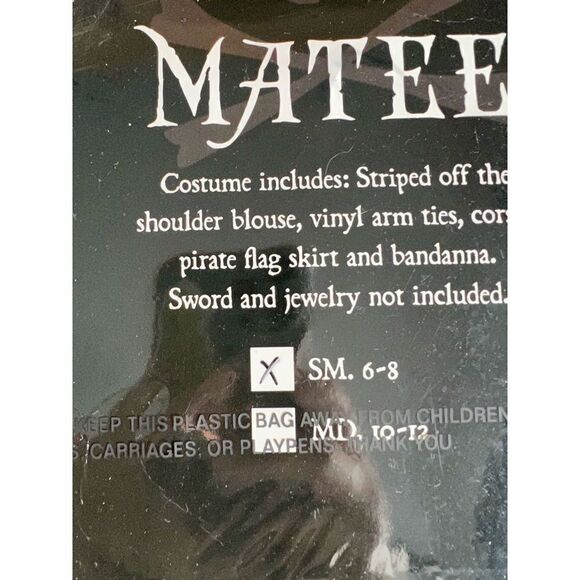 MATEE
Costume includes: Striped off the
shoulder blouse, vinyl arm ties, cors
pirate flag skirt and bandanna.
Sword and jewelry not included.
X SM. 6-8
MD. 10-12
KEEP THIS PLASTIC BAG AWAY FROM CHILDREN
S, CARRIAGES, OR PLAYPENS THANK YOU